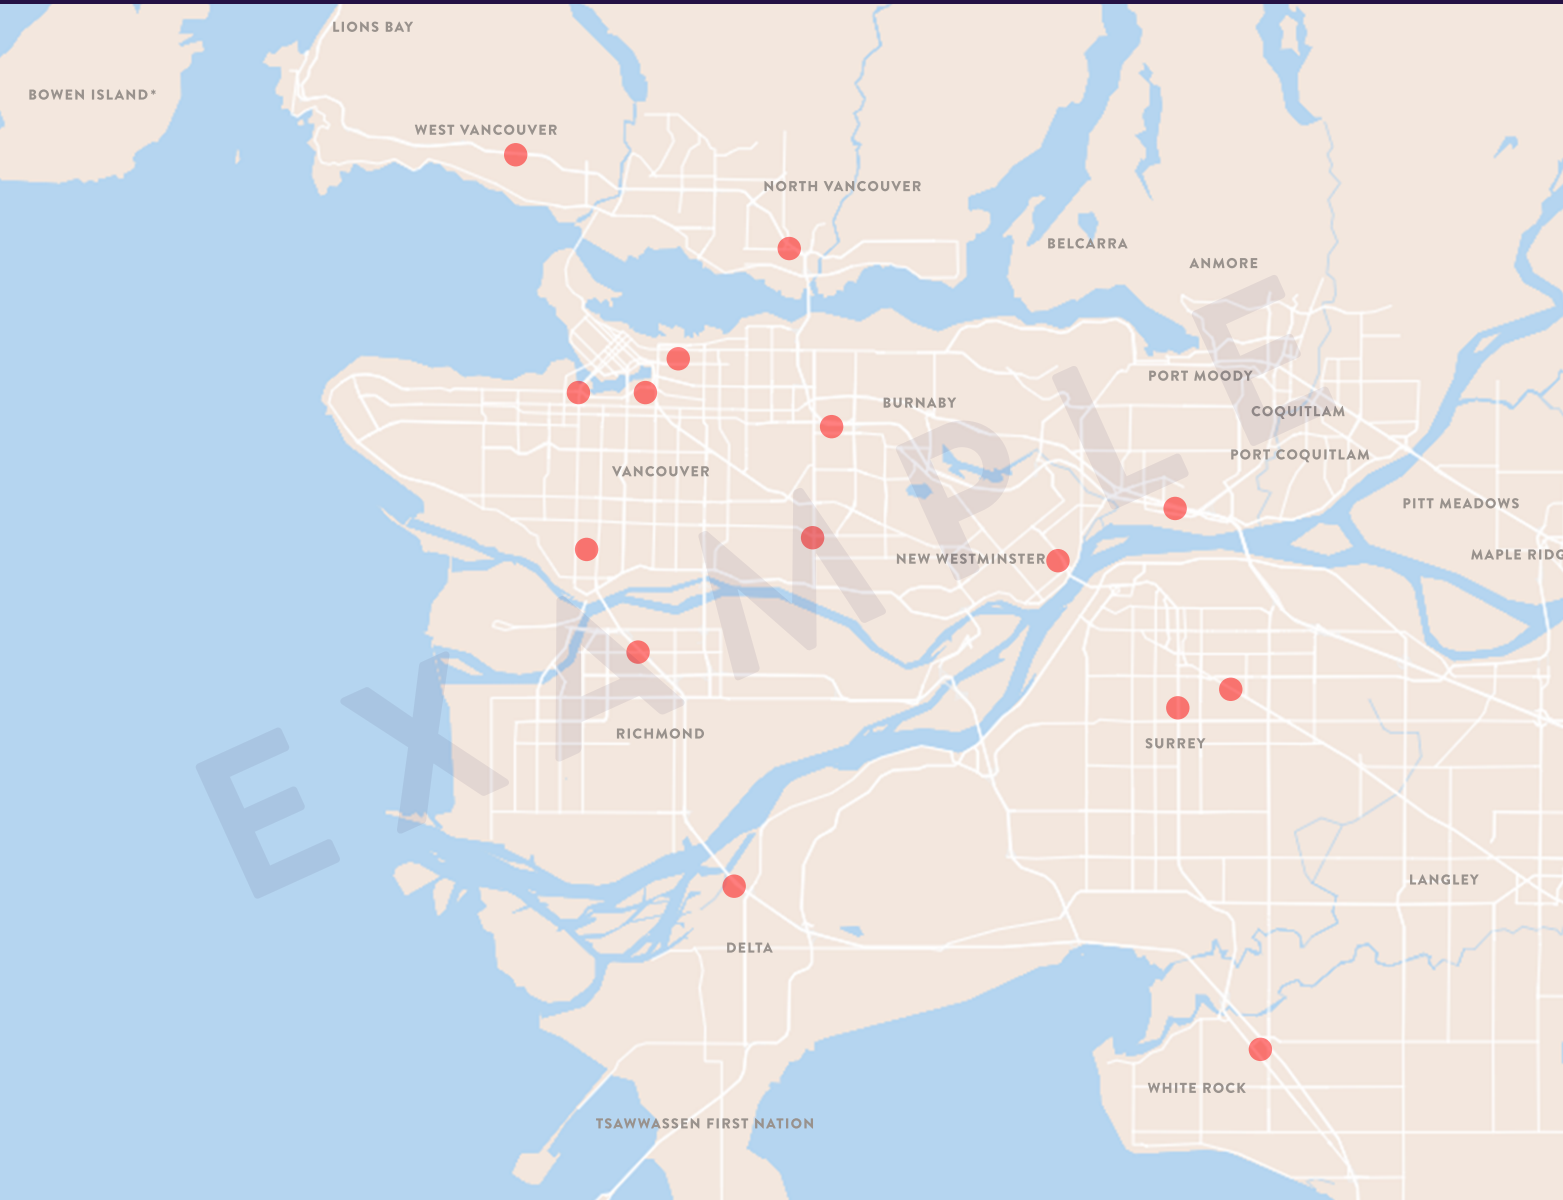 LIONS BAY
BOWEN ISLAND*
WEST VANCOUVER
NORTH VANCOUVER
BELCARRA
ANMORE
PORT MOODY
BURNABY
COQUITLAM
PORT COQUITLAM
VANCOUVER
PITT MEADOWS
MAPLE RIDG
NEW WESTMINSTER
RICHMOND
SURREY
LANGLEY
DELTA
WHITE ROCK
TSAWWASSEN FIRST NATION
EXAMPLE